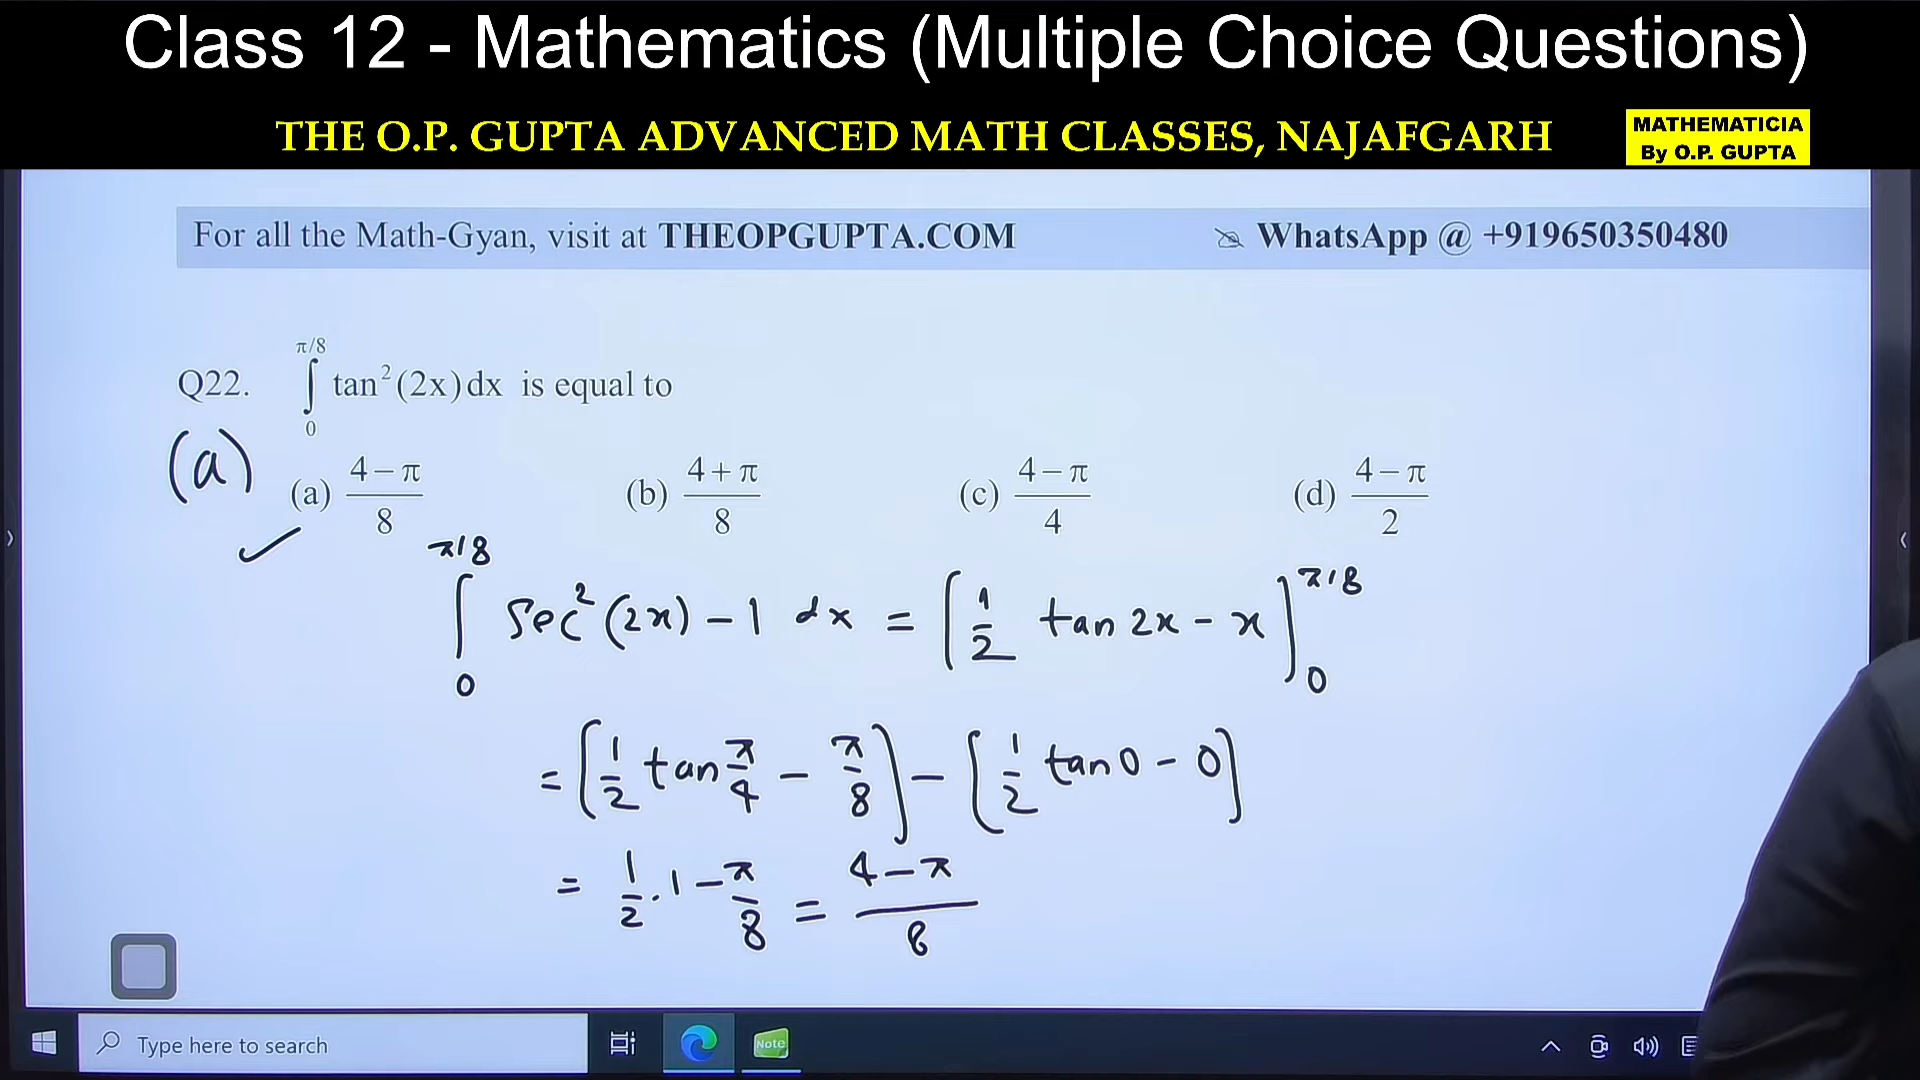 Class 12 - Mathematics (Multiple Choice Questions)
THE O.P. GUPTA ADVANCED MATH CLASSES, NAJAFGARH
MATHEMATICIA
By O.P. GUPTA
For all the Math-Gyan, visit at THEOPGUPTA.COM WhatsApp @ +919650350480
Q22. ∫₀^{π/8} tan²(2x)dx is equal to
(a)
(a) (4−π)/8 (b) (4+π)/8 (c) (4−π)/4 (d) (4−π)/2
∫₀^{π/8} sec²(2x) − 1 dx = [1/2 tan 2x − x]₀^{π/8}
= [1/2 tan π/4 − π/8] − [1/2 tan 0 − 0]
= 1/2 . 1 − π/8 = (4−π)/8
Type here to search
Note